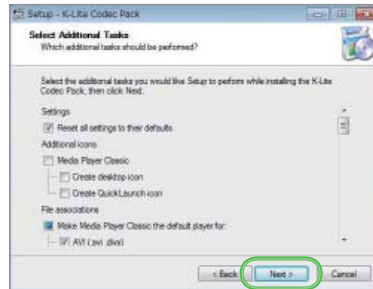 Setup - K-Lite Codec Pack
Select Additional Tasks
Which additional tasks should be performed?
Select the additional tasks you would like Setup to perform while installing the K-Lite
Codec Pack, then click Next.
Settings
Reset all settings to their defaults
Additional icons
Media Player Classic
Create desktop icon
Create QuickLaunch icon
File associations
Make Media Player Classic the default player for:
AVI (.avi .divx)
< Back
Next >
Cancel